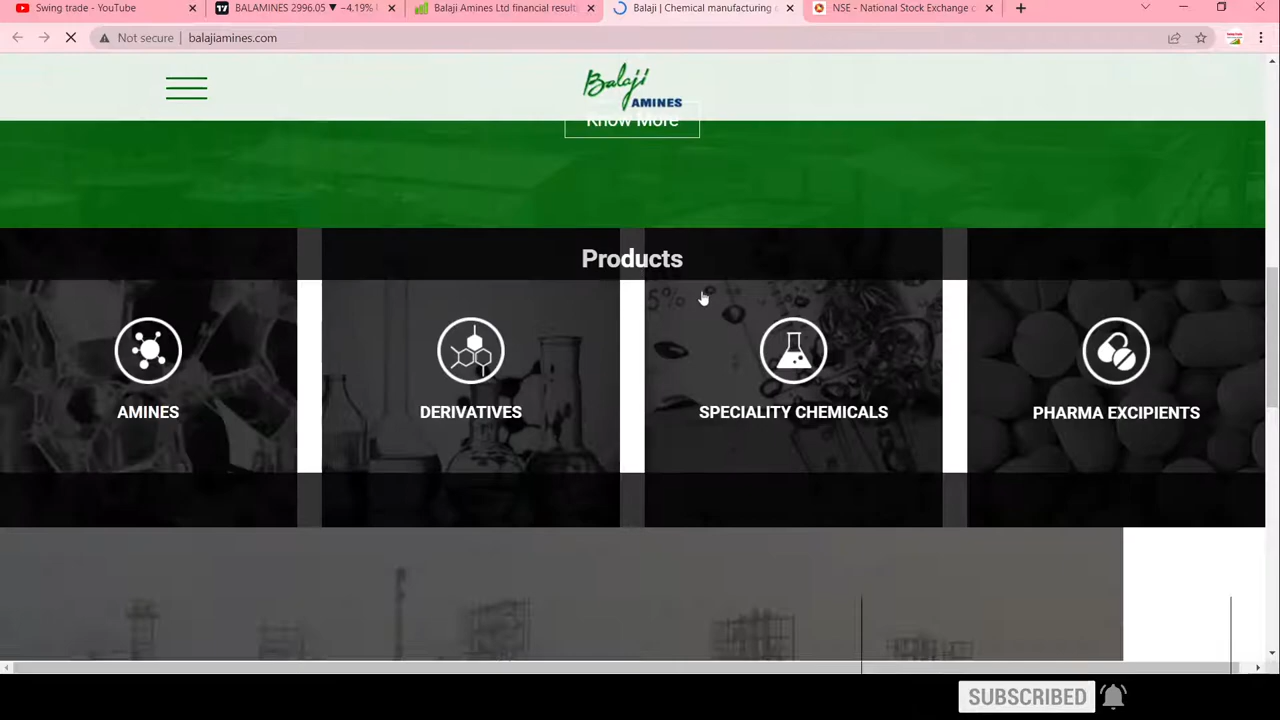 Swing trade - YouTube
BALAMINES 2996.05 ▼ −4.19%
Balaji Amines Ltd financial result
Balaji | Chemical manufacturing c
NSE - National Stock Exchange c
Not secure | balajiamines.com
Balaji
AMINES
Know More
Products
5%
AMINES
DERIVATIVES
SPECIALITY CHEMICALS
PHARMA EXCIPIENTS
SUBSCRIBED